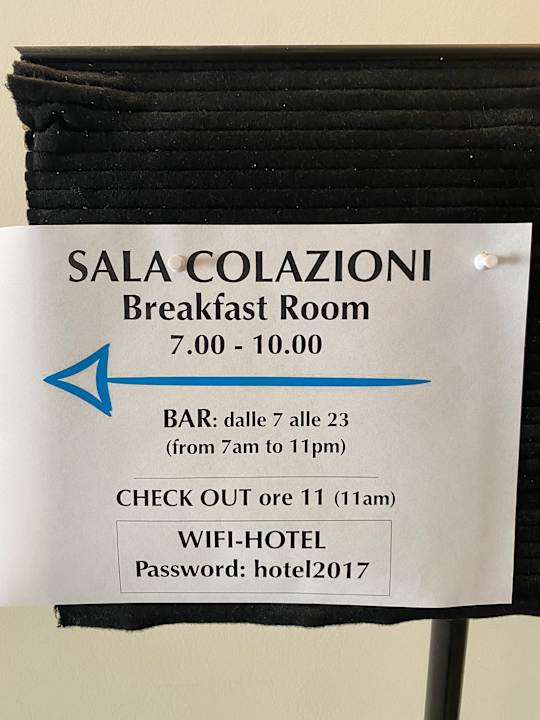 SALA COLAZIONI
Breakfast Room
7.00 - 10.00
BAR: dalle 7 alle 23
(from 7am to 11pm)
CHECK OUT ore 11 (11am)
WIFI-HOTEL
Password: hotel2017